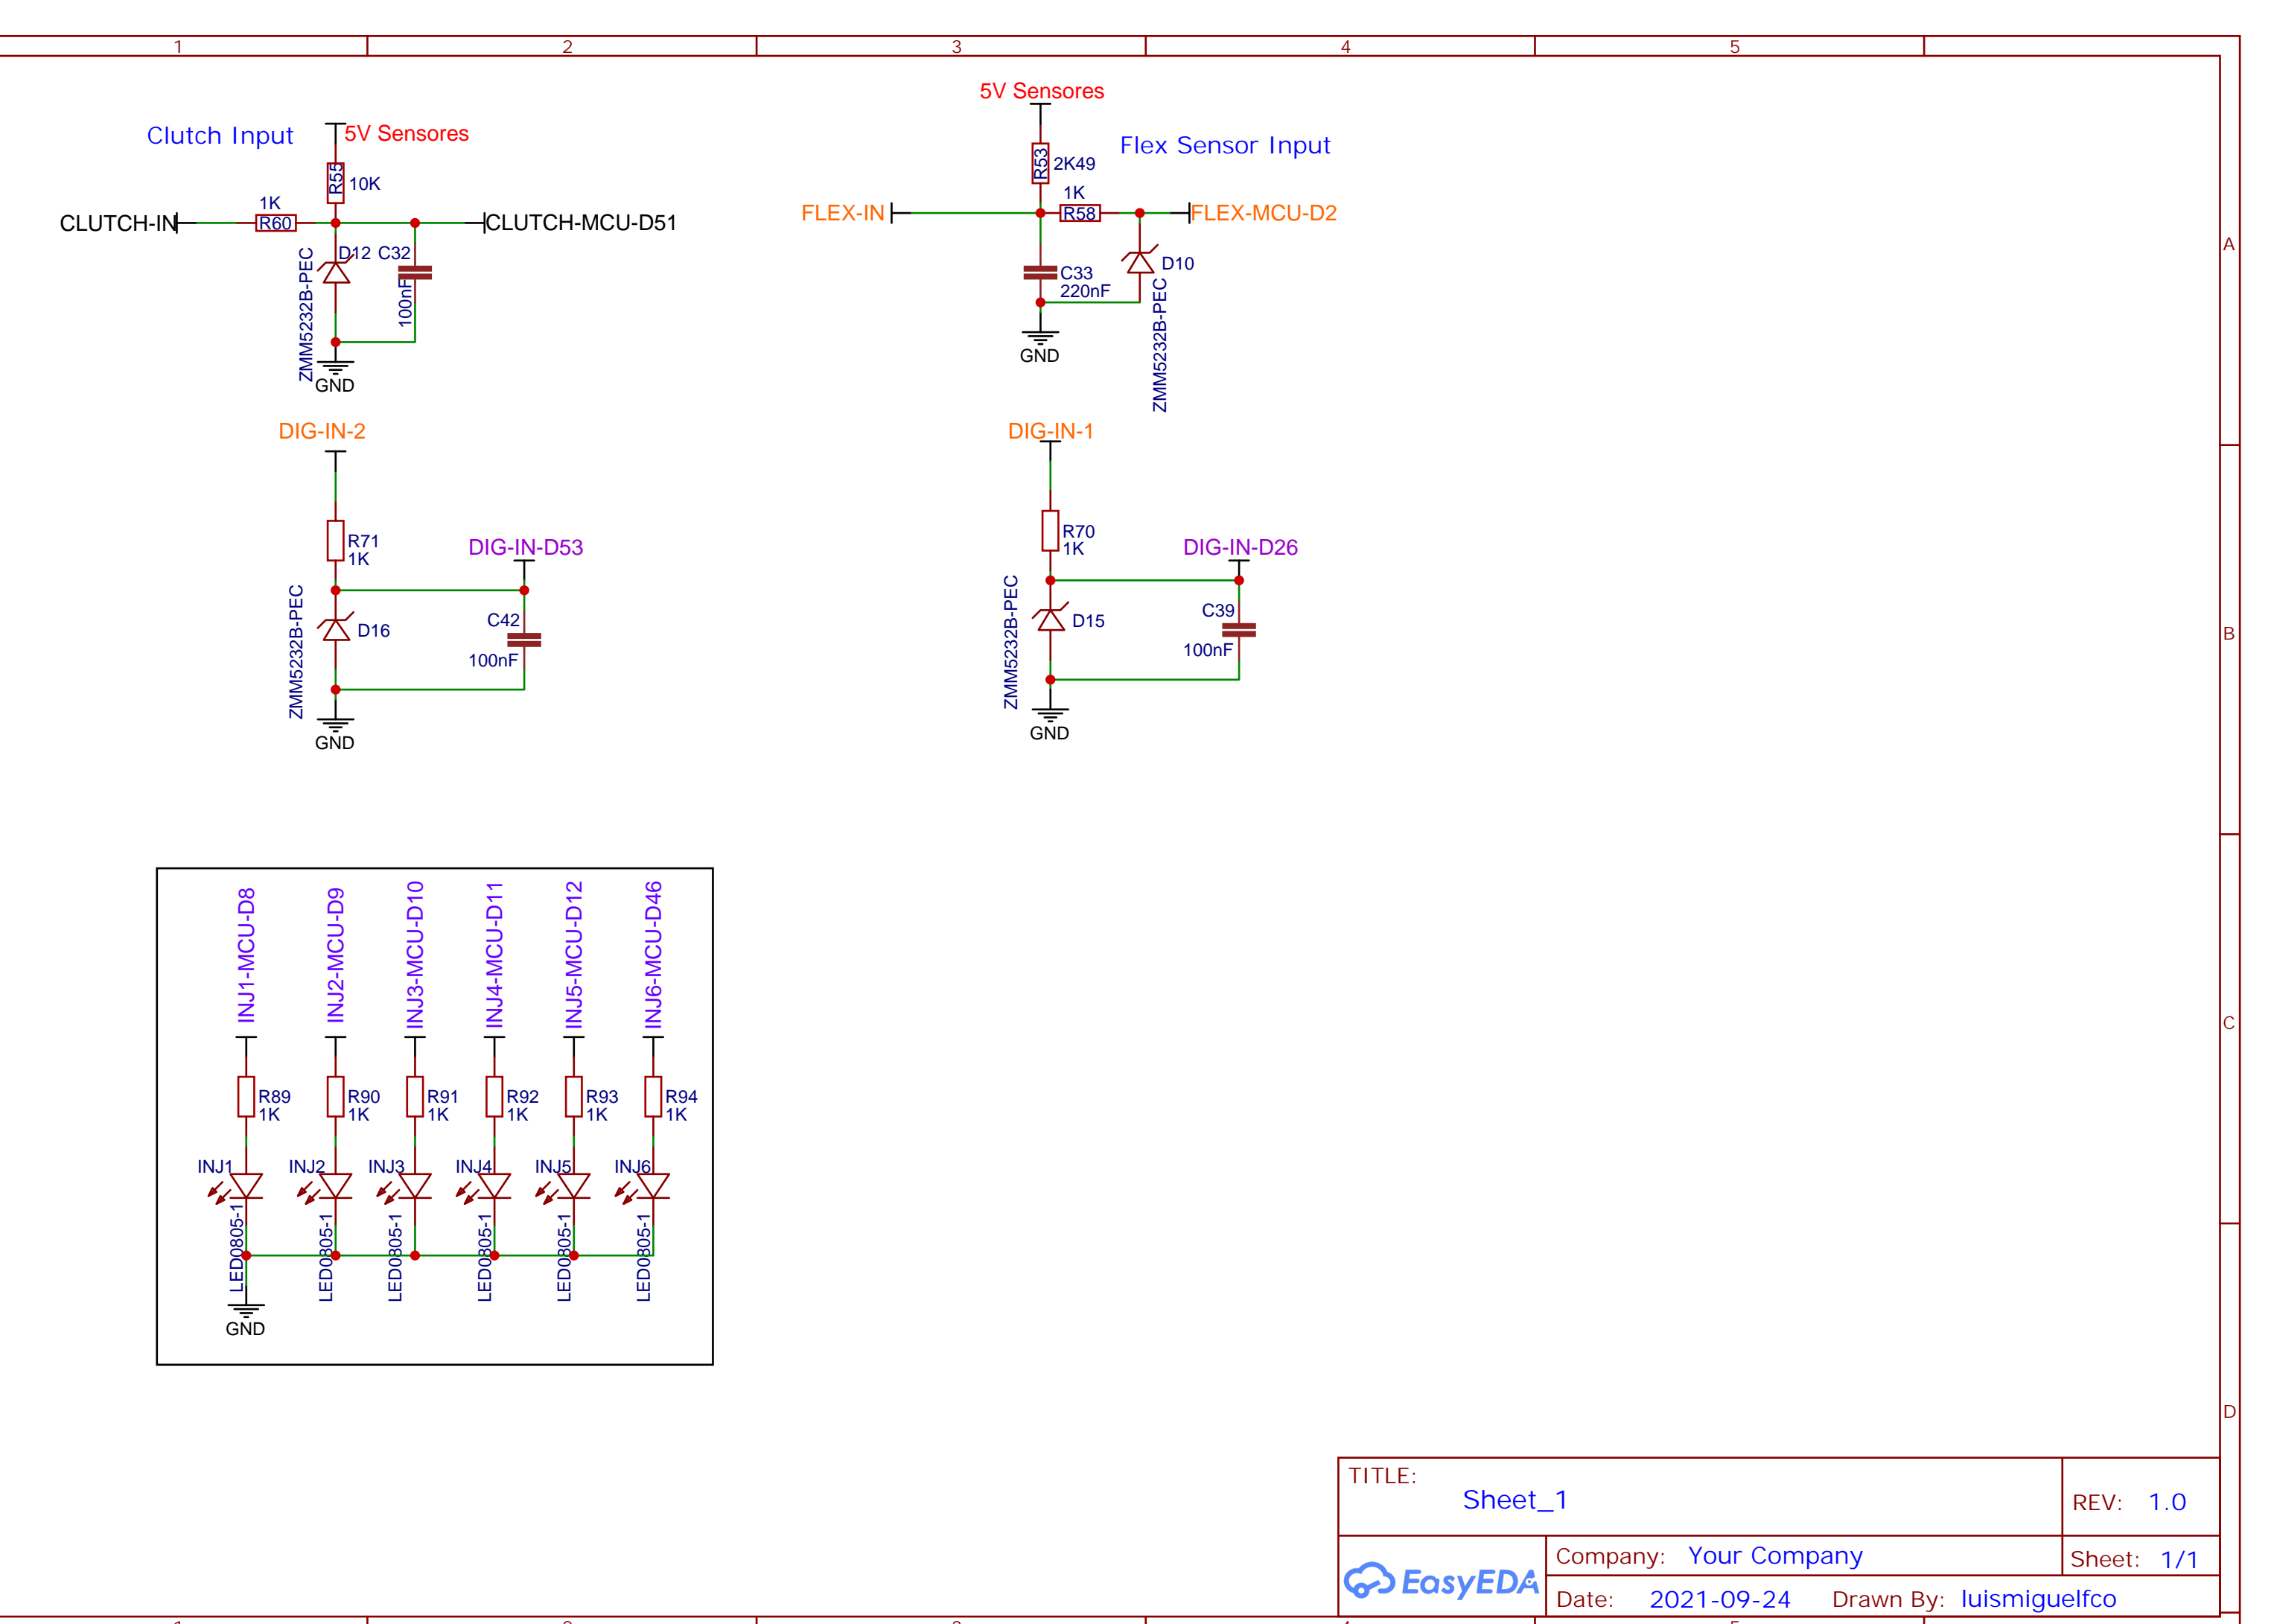 1 2 3 4 5
5V Sensores
Clutch Input
5V Sensores
Flex Sensor Input
R55
10K
R53
2K49
1K
1K
CLUTCH-IN
R60
CLUTCH-MCU-D51
FLEX-IN
R58
FLEX-MCU-D2
A
D12
C32
ZMM5232B-PEC
100nF
GND
C33
220nF
D10
ZMM5232B-PEC
GND
DIG-IN-2
DIG-IN-1
R71
1K
DIG-IN-D53
R70
1K
DIG-IN-D26
ZMM5232B-PEC
D16
C42
100nF
GND
ZMM5232B-PEC
D15
C39
100nF
GND
B
INJ1-MCU-D8
INJ2-MCU-D9
INJ3-MCU-D10
INJ4-MCU-D11
INJ5-MCU-D12
INJ6-MCU-D46
C
R89
1K
R90
1K
R91
1K
R92
1K
R93
1K
R94
1K
INJ1
INJ2
INJ3
INJ4
INJ5
INJ6
LED0805-1
LED0805-1
LED0805-1
LED0805-1
LED0805-1
LED0805-1
GND
D
TITLE:
Sheet_1
REV: 1.0
EasyEDA
Company: Your Company
Sheet: 1/1
Date: 2021-09-24 Drawn By: luismiguelfco